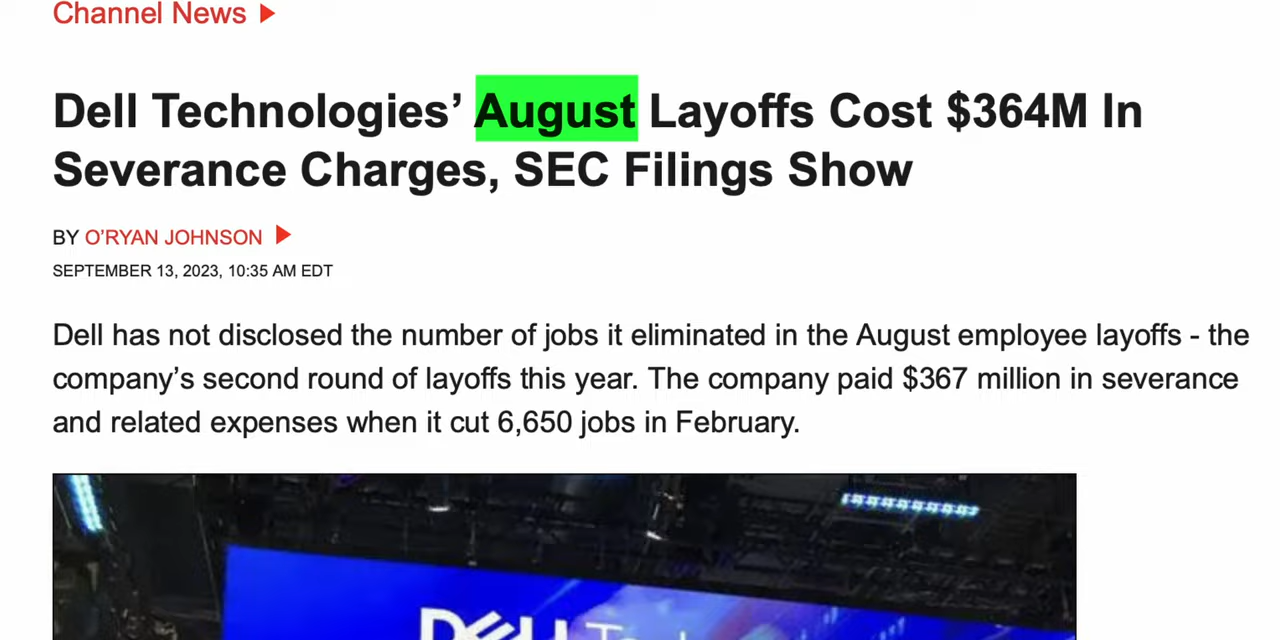 Channel News
Dell Technologies’ August Layoffs Cost $364M In
Severance Charges, SEC Filings Show
BY O’RYAN JOHNSON
SEPTEMBER 13, 2023, 10:35 AM EDT
Dell has not disclosed the number of jobs it eliminated in the August employee layoffs - the
company’s second round of layoffs this year. The company paid $367 million in severance
and related expenses when it cut 6,650 jobs in February.
DELL